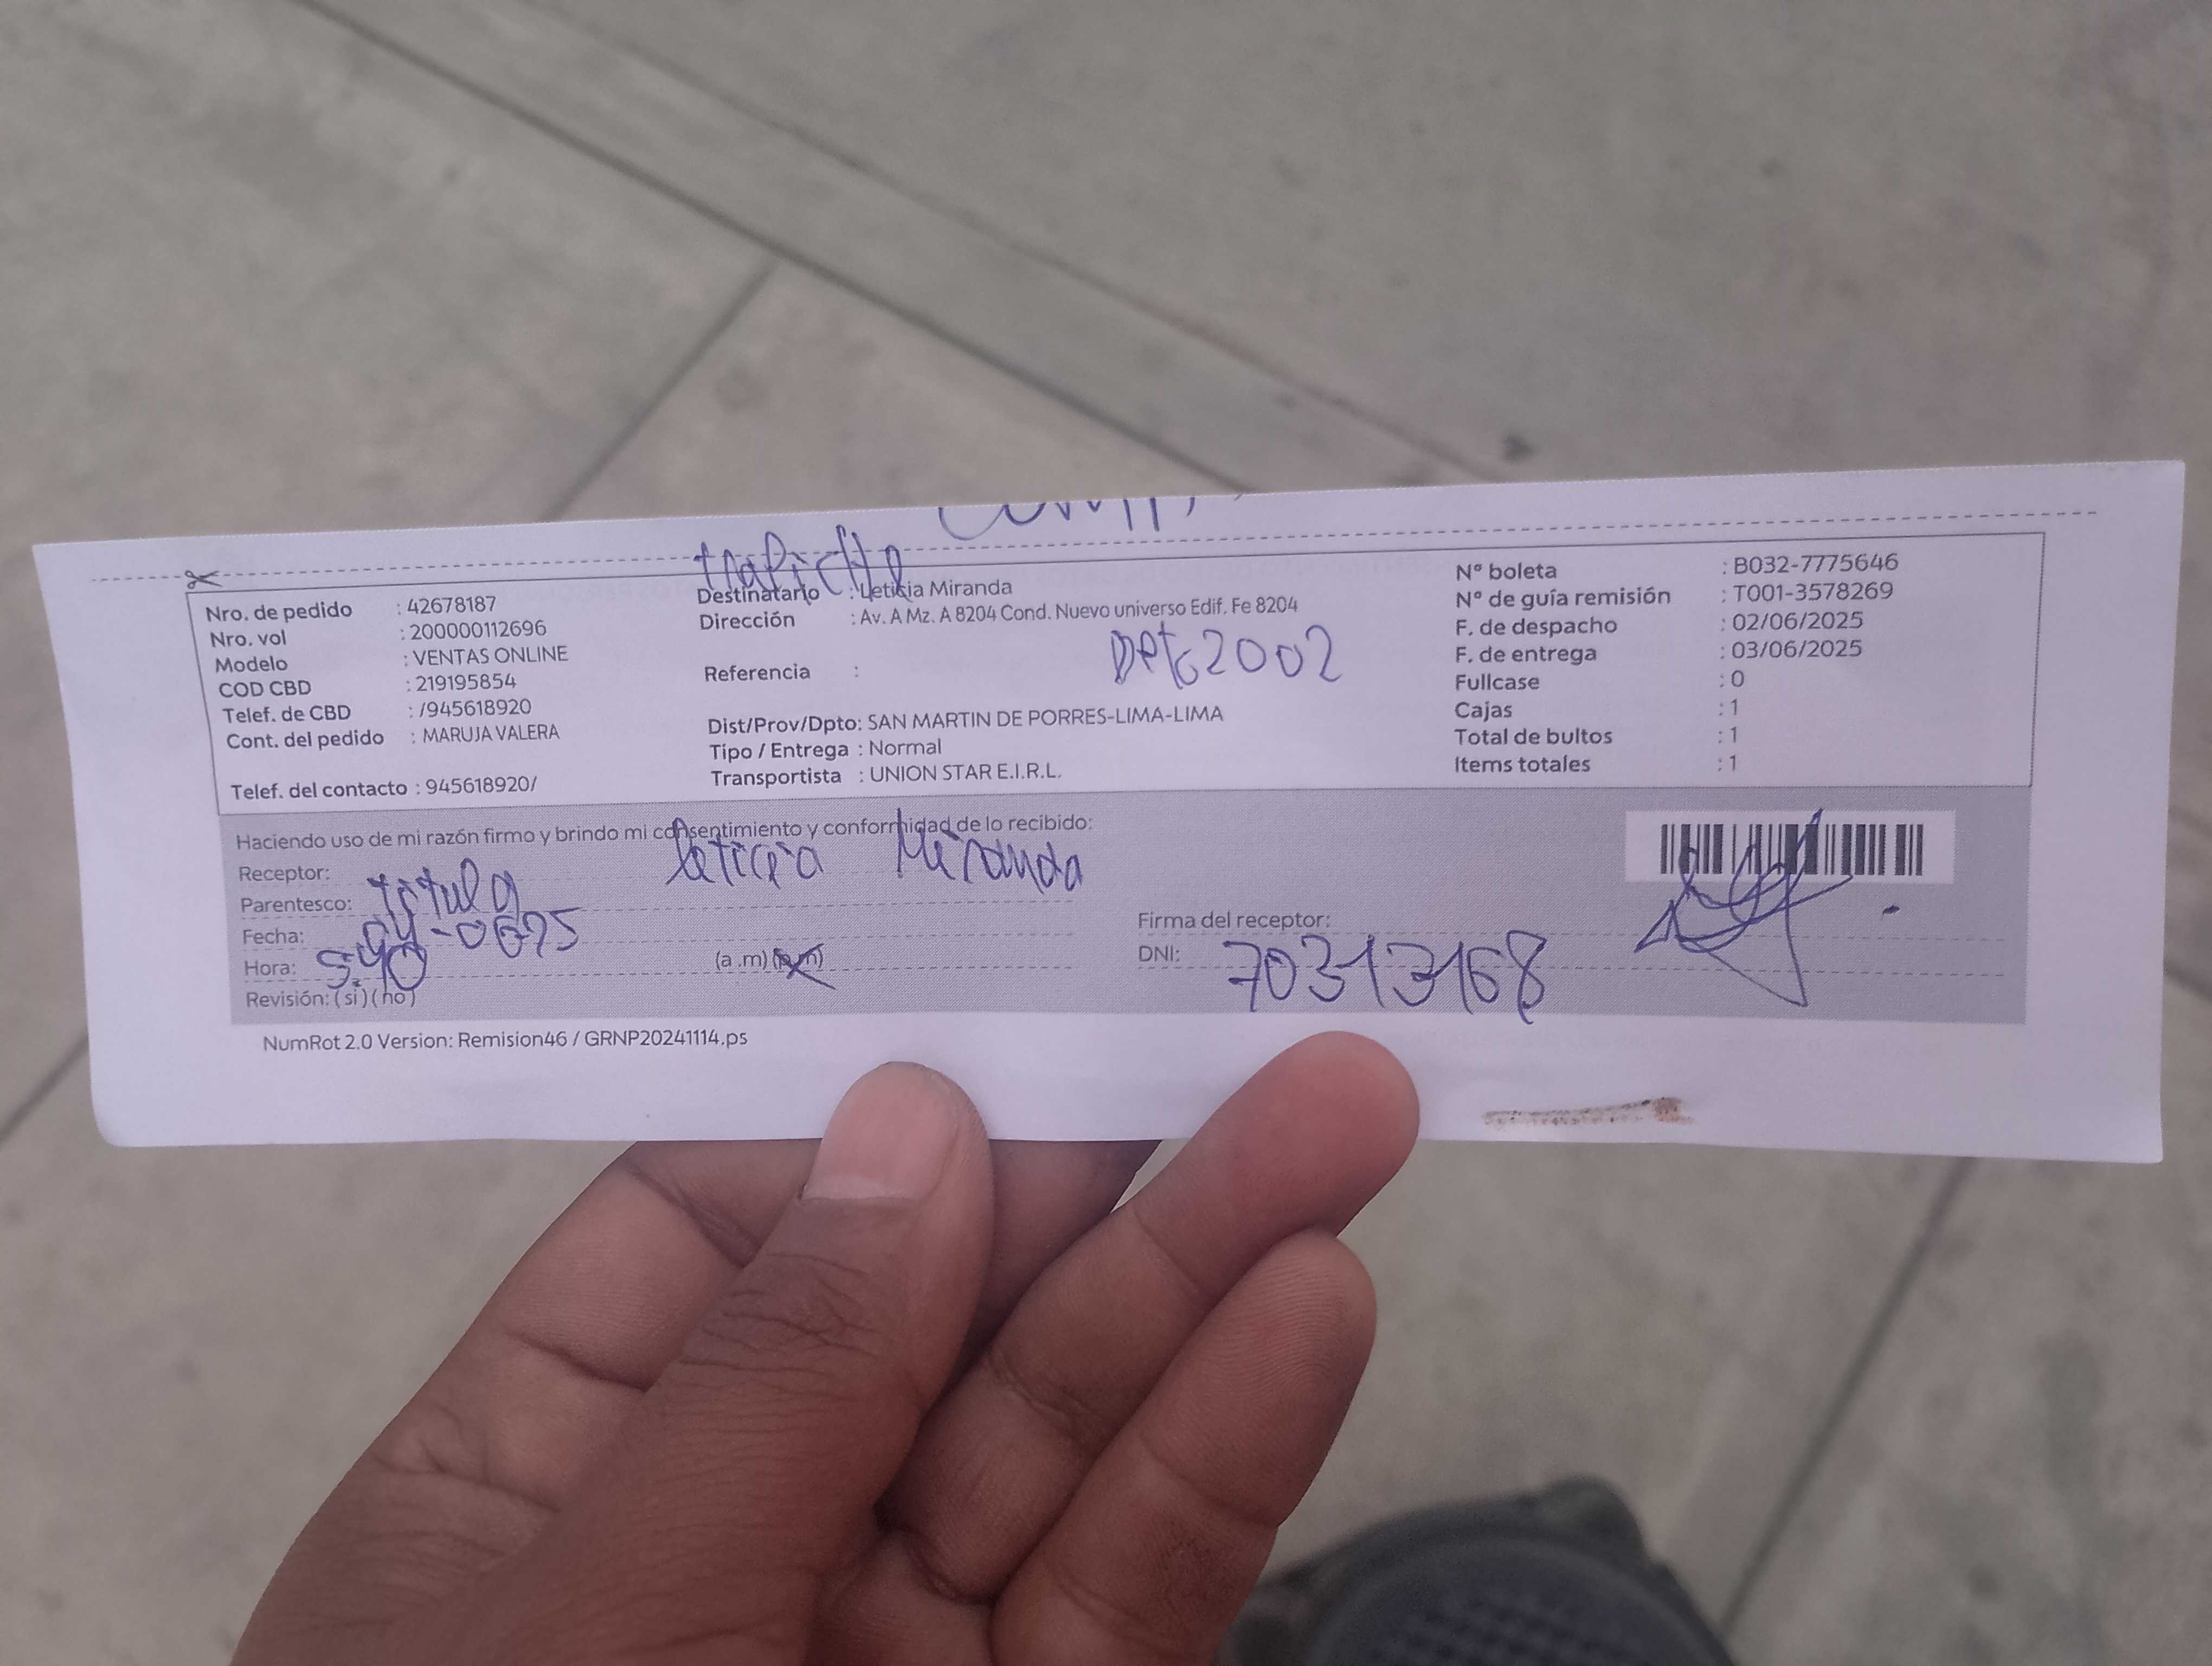 Nro. de pedido : 42678187
Nro. vol : 200000112696
Modelo : VENTAS ONLINE
COD CBD : 219195854
Telef. de CBD : /945618920
Cont. del pedido : MARUJA VALERA
Telef. del contacto : 945618920/
Destinatario : Leticia Miranda
Dirección : Av. A Mz. A 8204 Cond. Nuevo universo Edif. Fe 8204
2002
Referencia :
Dist/Prov/Dpto: SAN MARTIN DE PORRES-LIMA-LIMA
Tipo / Entrega : Normal
Transportista : UNION STAR E.I.R.L.
Nº boleta : B032-7775646
Nº de guía remisión : T001-3578269
F. de despacho : 02/06/2025
F. de entrega : 03/06/2025
Fullcase : 0
Cajas : 1
Total de bultos : 1
Items totales : 1
Haciendo uso de mi razón firmo y brindo mi consentimiento y conformidad de lo recibido:
Receptor: leticia Miranda
Parentesco: titula
Fecha:
Hora: 5:40 (a .m) (p.m)
Revisión: (si) (no)
Firma del receptor:
DNI: 70313168
NumRot 2.0 Version: Remision46 / GRNP20241114.ps